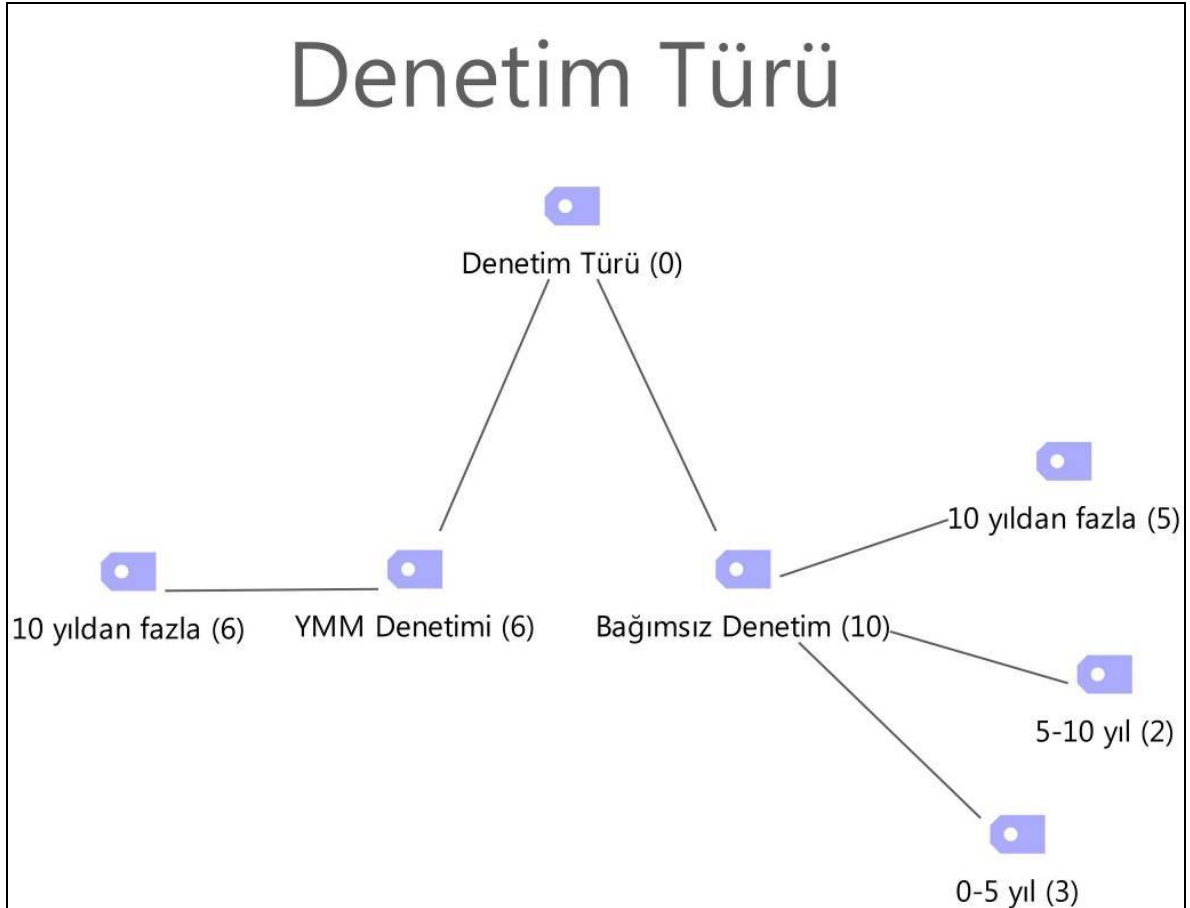 Denetim Türü
Denetim Türü (0)
10 yıldan fazla (5)
10 yıldan fazla (6)
YMM Denetimi (6)
Bağımsız Denetim (10)
5-10 yıl (2)
0-5 yıl (3)